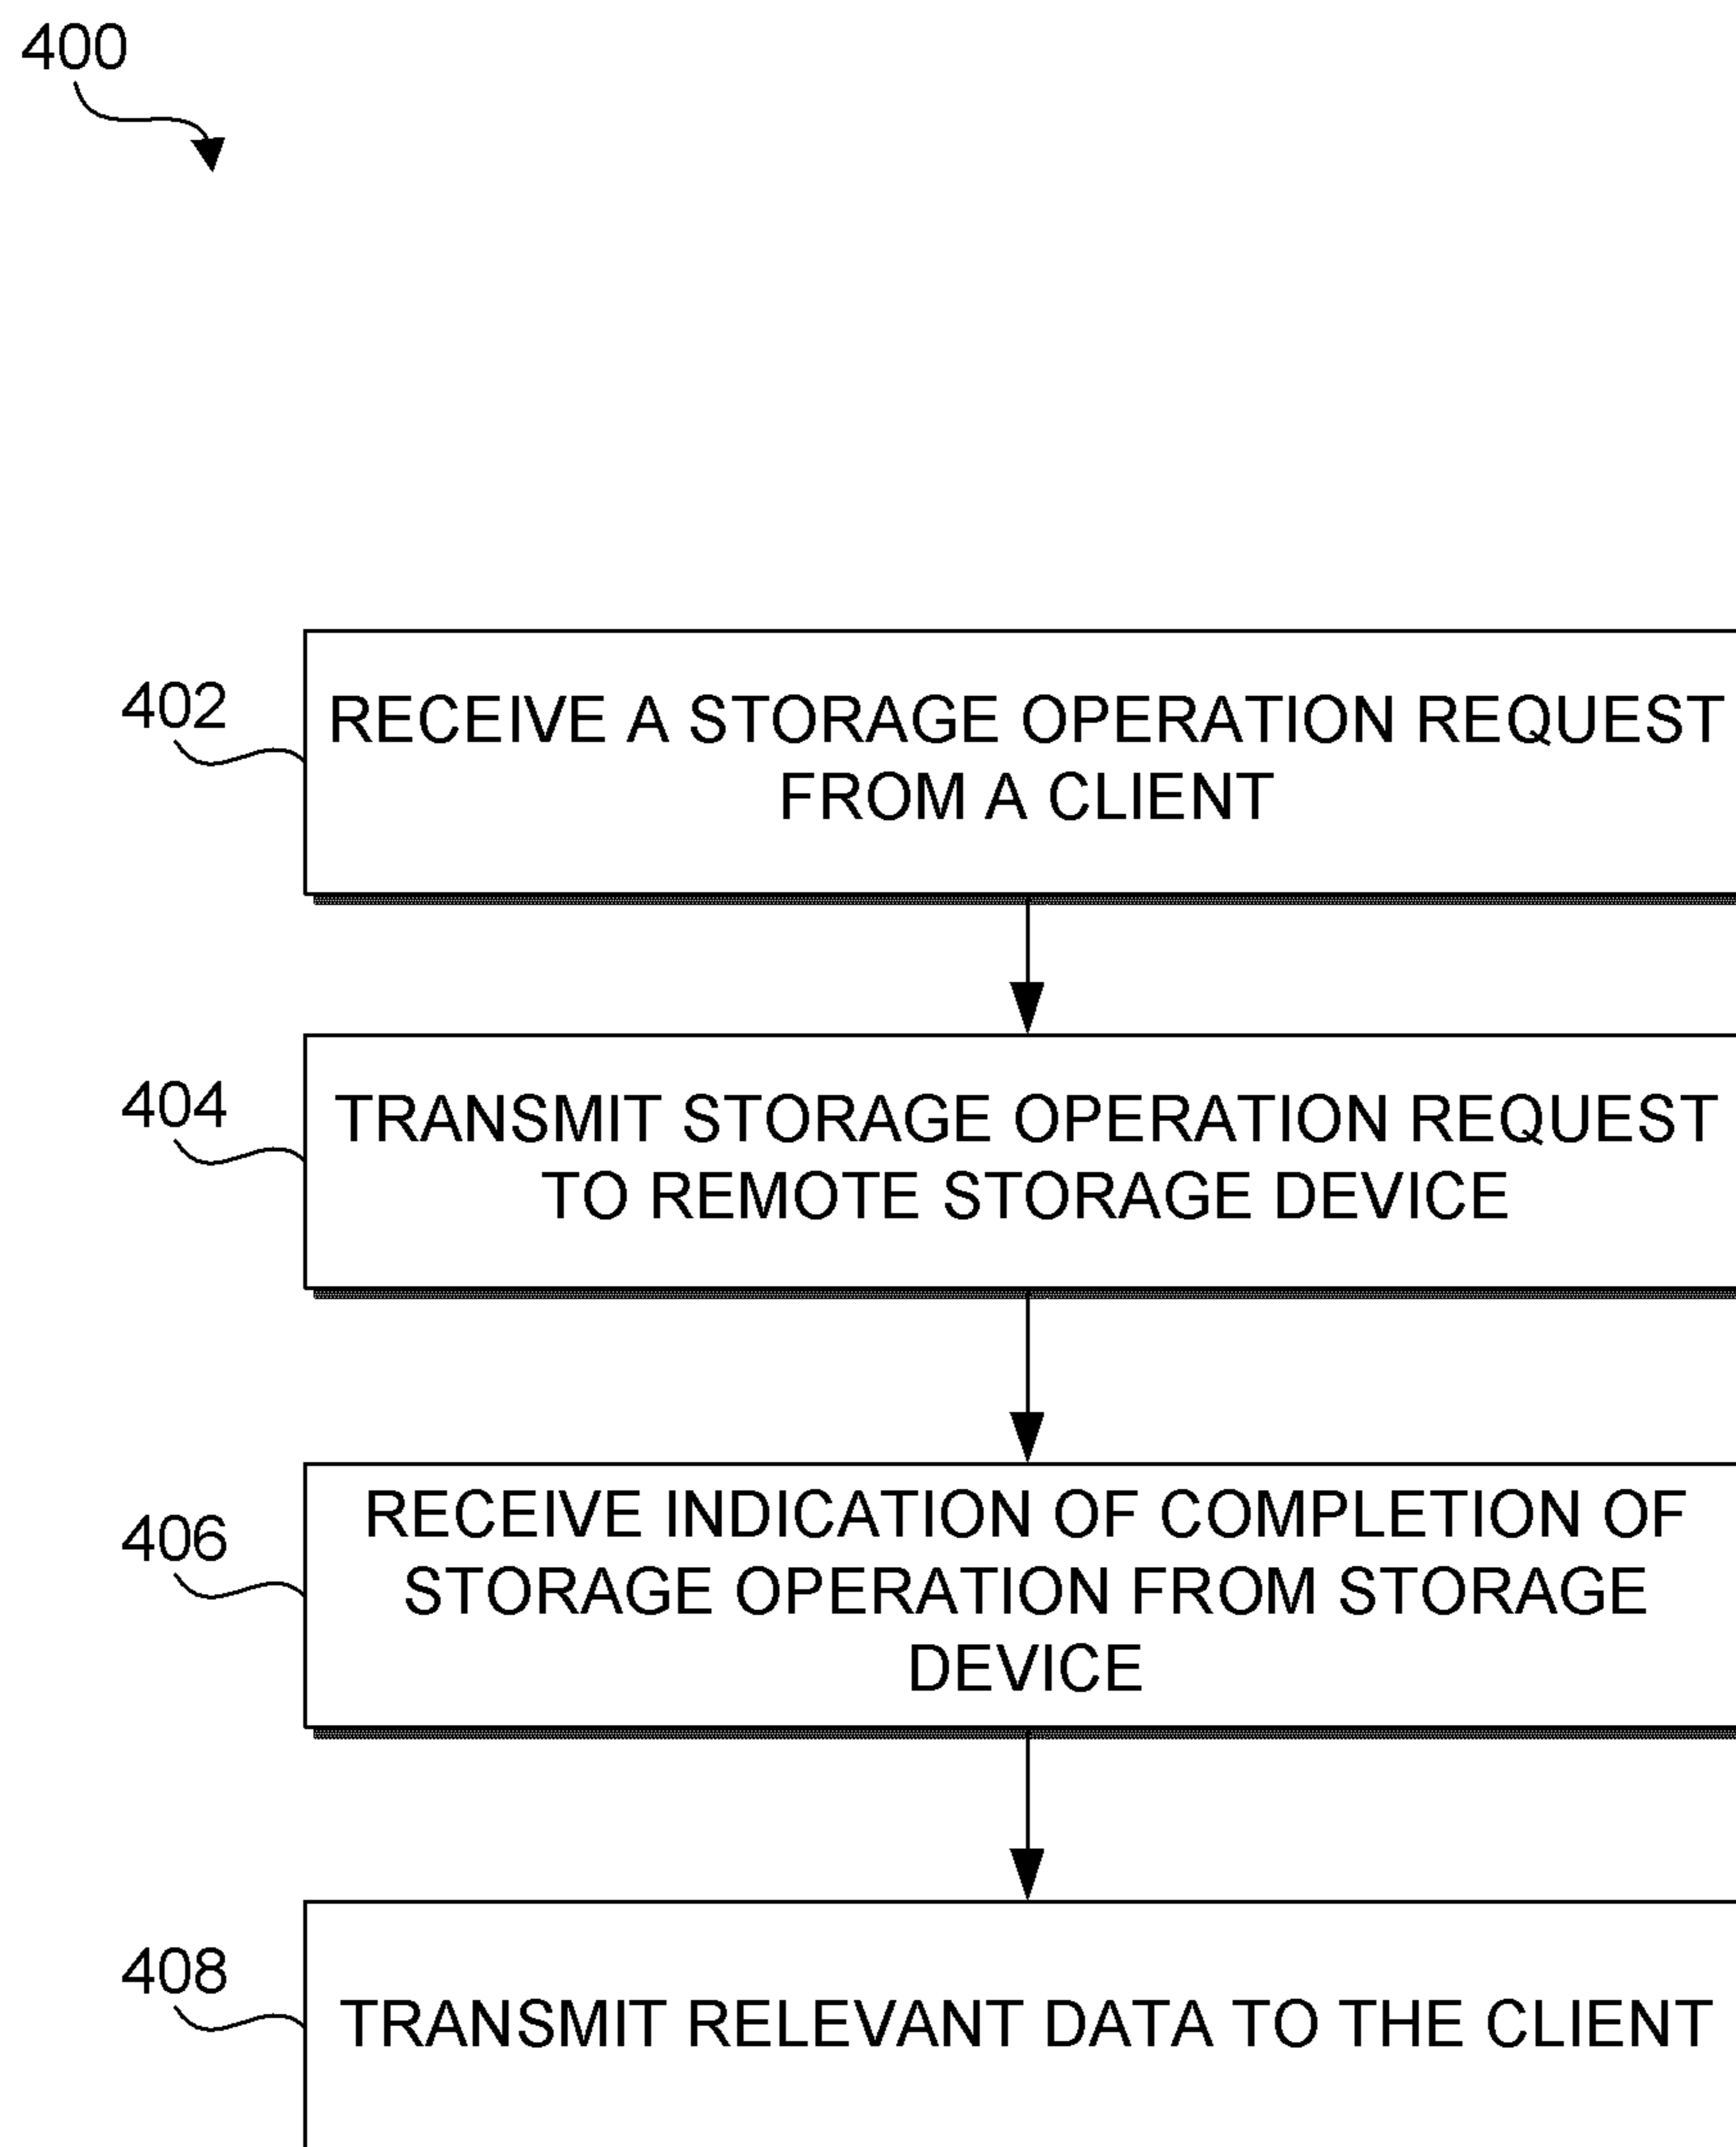 400
402
RECEIVE A STORAGE OPERATION REQUEST
FROM A CLIENT
404
TRANSMIT STORAGE OPERATION REQUEST
TO REMOTE STORAGE DEVICE
406
RECEIVE INDICATION OF COMPLETION OF
STORAGE OPERATION FROM STORAGE
DEVICE
408
TRANSMIT RELEVANT DATA TO THE CLIENT